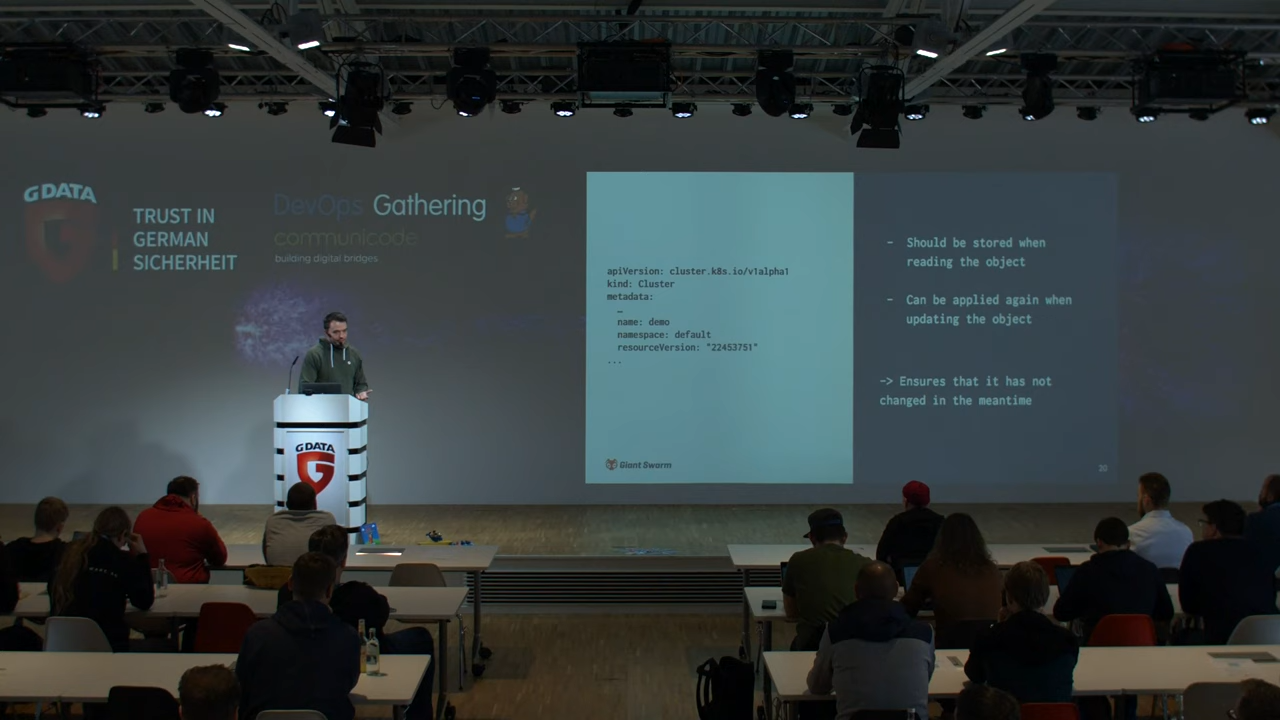 G DATA
TRUST IN
GERMAN
SICHERHEIT
DevOps Gathering
communicode
building digital bridges
apiVersion: cluster.k8s.io/v1alpha1
kind: Cluster
metadata:
…
name: demo
namespace: default
resourceVersion: "22453751"
...
Giant Swarm
- Should be stored when
reading the object
- Can be applied again when
updating the object
-> Ensures that it has not
changed in the meantime
20
G DATA